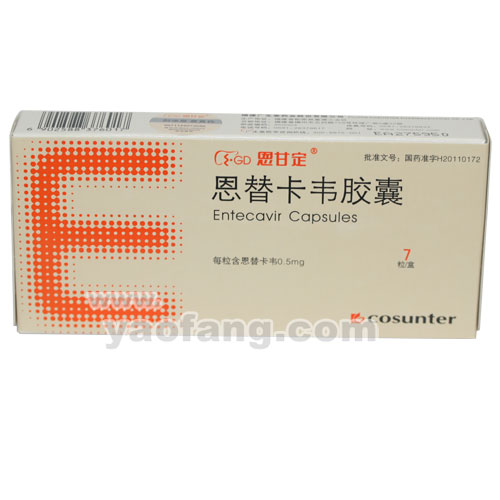 EA275950
E-GD 恩甘定®
批准文号：国药准字H20110172
恩替卡韦胶囊
Entecavir Capsules
每粒含恩替卡韦0.5mg
7
粒/盒
www.
yaofang.com
cosunter